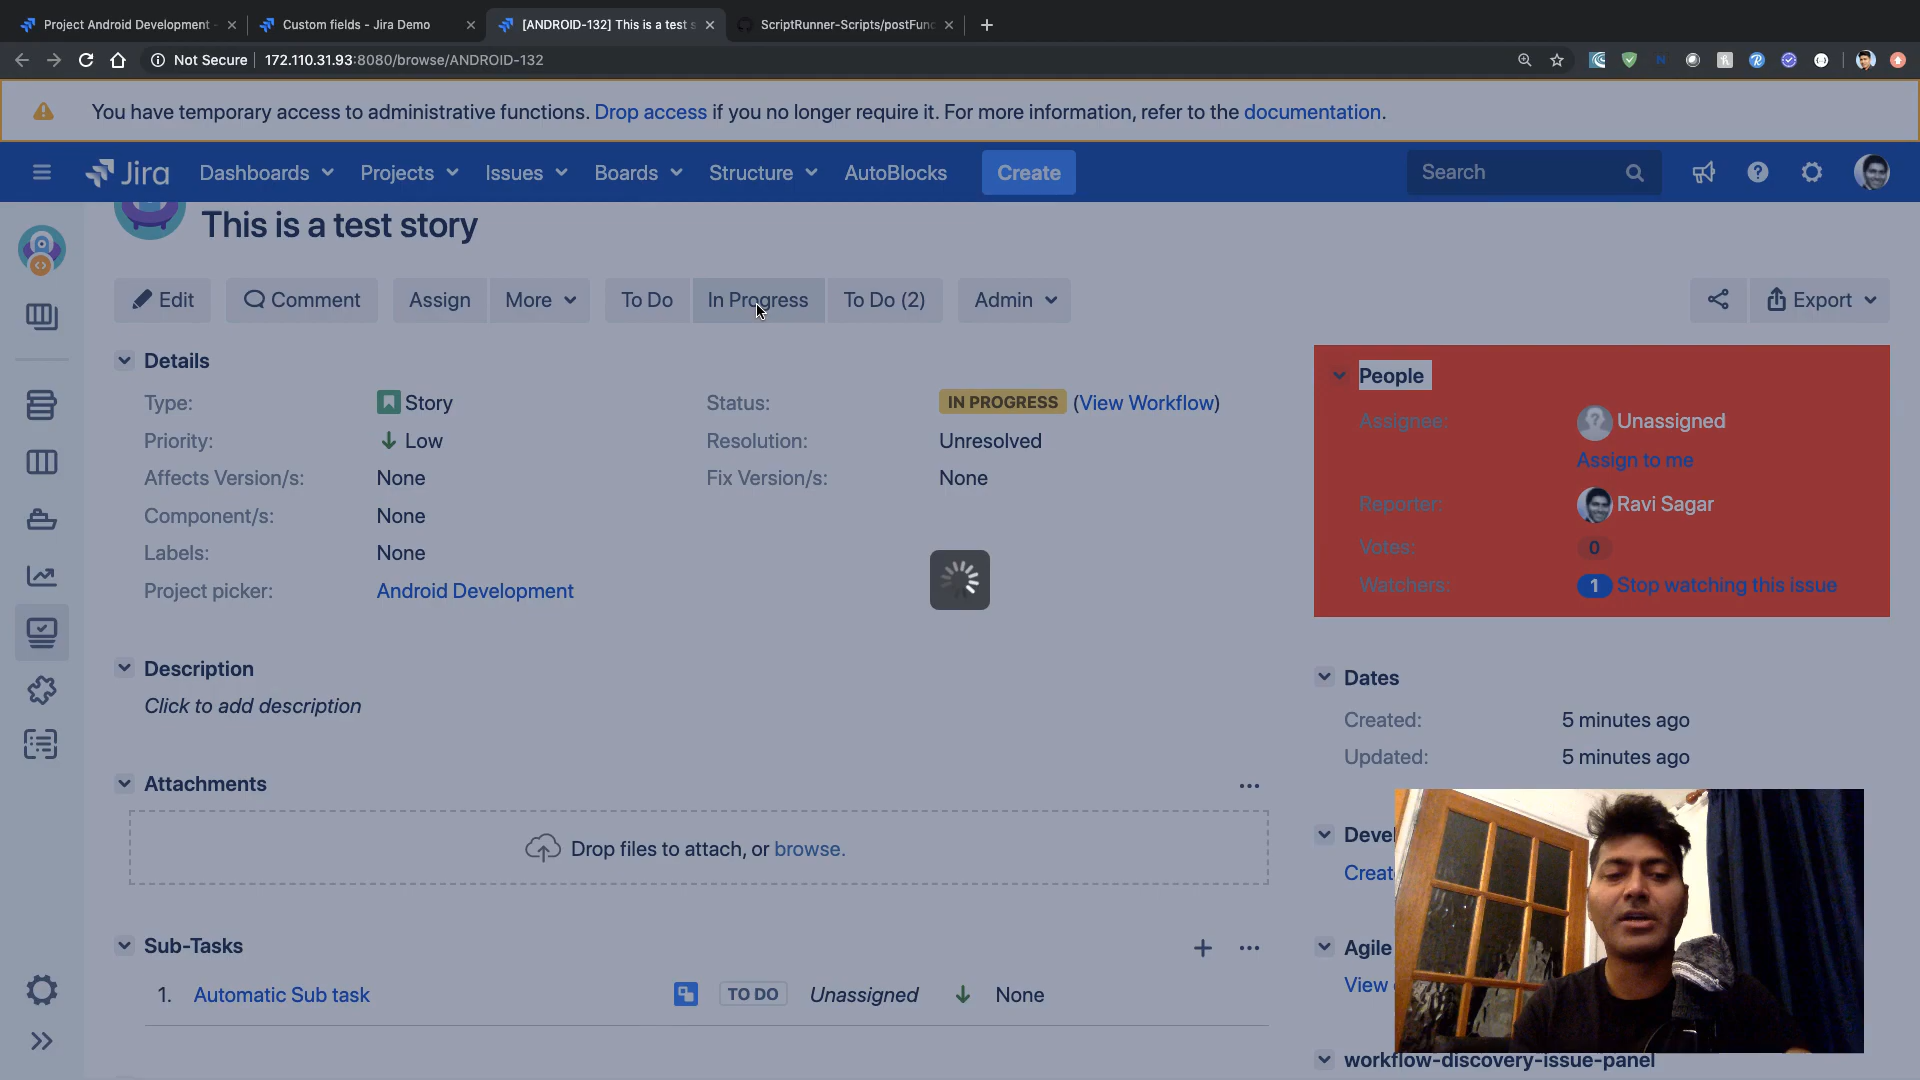 Project Android Development -
Custom fields - Jira Demo
[ANDROID-132] This is a test s
ScriptRunner-Scripts/postFunc
Not Secure 172.110.31.93:8080/browse/ANDROID-132
You have temporary access to administrative functions. Drop access if you no longer require it. For more information, refer to the documentation.
Jira Dashboards Projects Issues Boards Structure AutoBlocks Create Search
This is a test story
Edit Comment Assign More To Do In Progress To Do (2) Admin Export
Details
Type: Story
Status: IN PROGRESS (View Workflow)
Priority: Low
Resolution: Unresolved
Affects Version/s: None
Fix Version/s: None
Component/s: None
Labels: None
Project picker: Android Development
Description
Click to add description
Attachments
Drop files to attach, or browse.
Sub-Tasks
1. Automatic Sub task TO DO Unassigned None
People
Assignee: Unassigned
Assign to me
Reporter: Ravi Sagar
Votes: 0
Watchers: 1 Stop watching this issue
Dates
Created: 5 minutes ago
Updated: 5 minutes ago
Devel
Creat
Agile
View
workflow-discovery-issue-panel